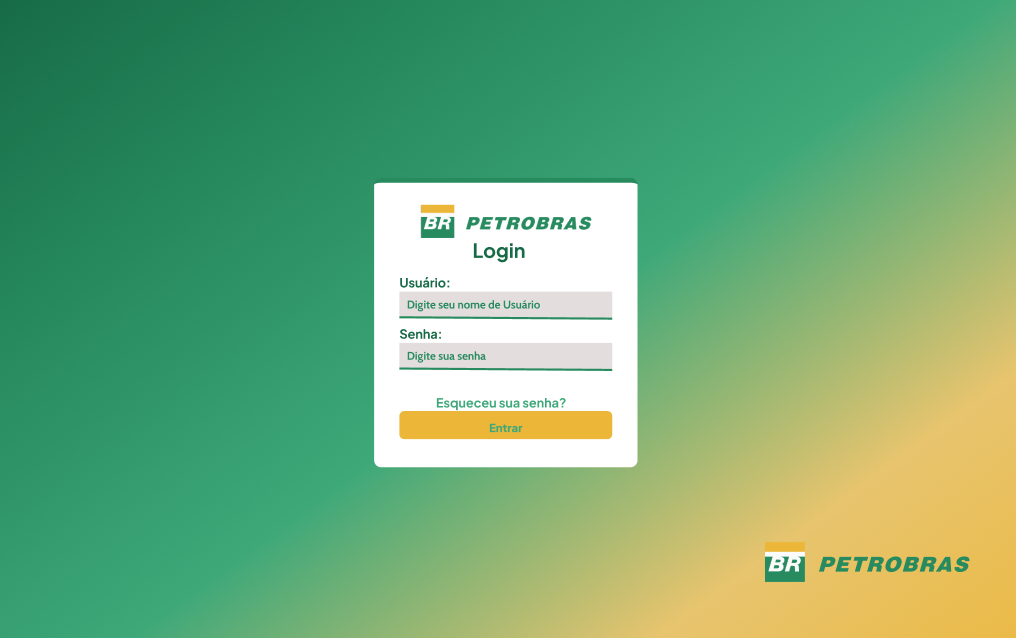 BR PETROBRAS
Login
Usuário:
Digite seu nome de Usuário
Senha:
Digite sua senha
Esqueceu sua senha?
Entrar
BR PETROBRAS